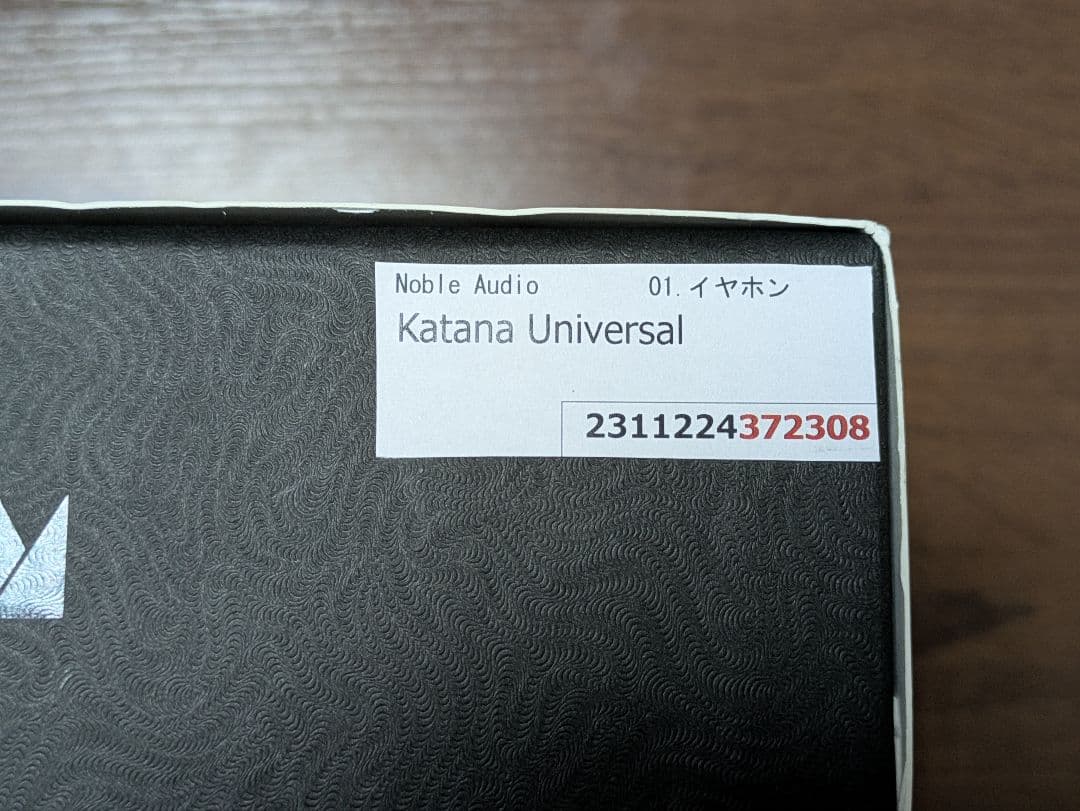 Noble Audio 01.イヤホン
Katana Universal
2311224372308